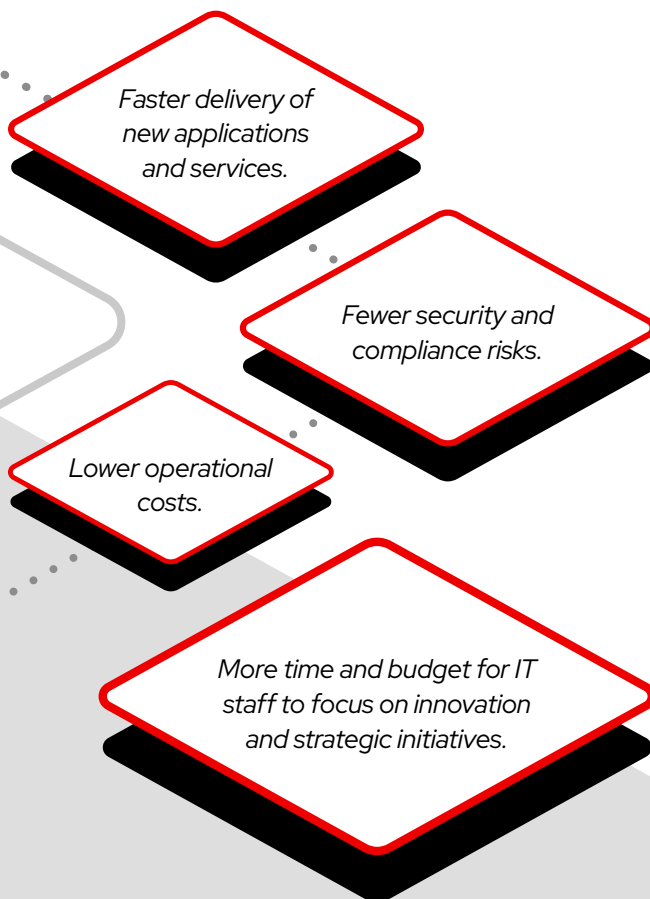 Faster delivery of
new applications
and services.
Fewer security and
compliance risks.
Lower operational
costs.
More time and budget for IT
staff to focus on innovation
and strategic initiatives.